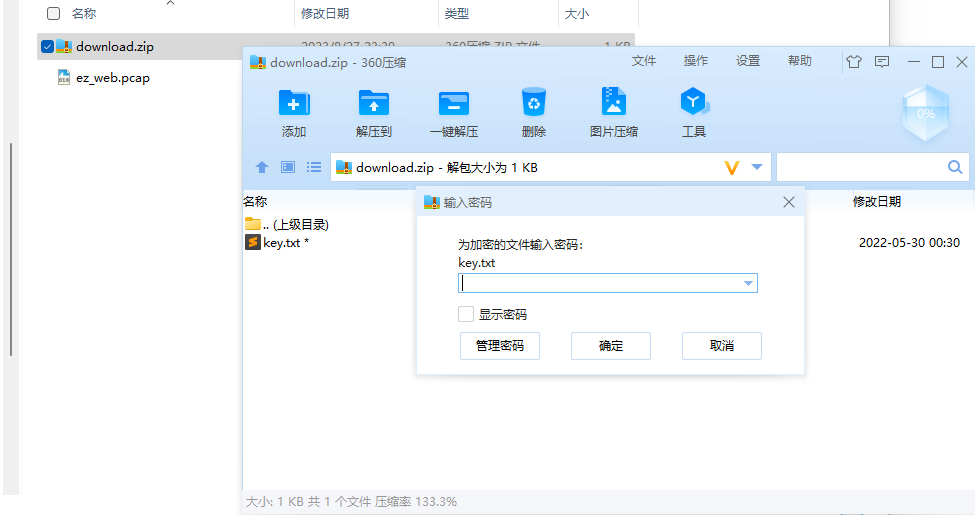 名称 修改日期 类型 大小
download.zip 2023/8/27 23:39 360压缩 ZIP 文件 1 KB
ez_web.pcap
download.zip - 360压缩 文件 操作 设置 帮助
添加 解压到 一键解压 删除 图片压缩 工具 0%
download.zip - 解包大小为 1 KB
名称 修改日期
.. (上级目录)
key.txt * 2022-05-30 00:30
输入密码
为加密的文件输入密码:
key.txt
显示密码
管理密码 确定 取消
大小: 1 KB 共 1 个文件 压缩率 133.3%